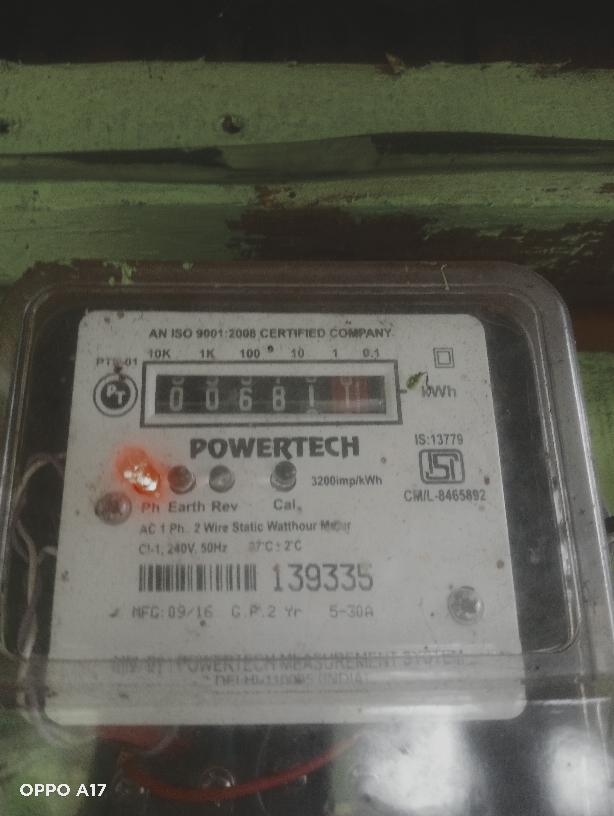 AN ISO 9001:2008 CERTIFIED COMPANY
10K 1K 100 10 1 0.1
PT
0 0 6 8 1 1
kWh
POWERTECH
IS:13779
3200imp/kWh
CM/L-8465892
Ph Earth Rev Cal.
AC 1 Ph. 2 Wire Static Watthour Meter
Cl-1, 240V, 50Hz 27°C ± 2°C
139335
MFG:09/16 G.P.2 Yr 5-30A
POWERTECH MEASUREMENT SYSTEM
(INDIA)
OPPO A17